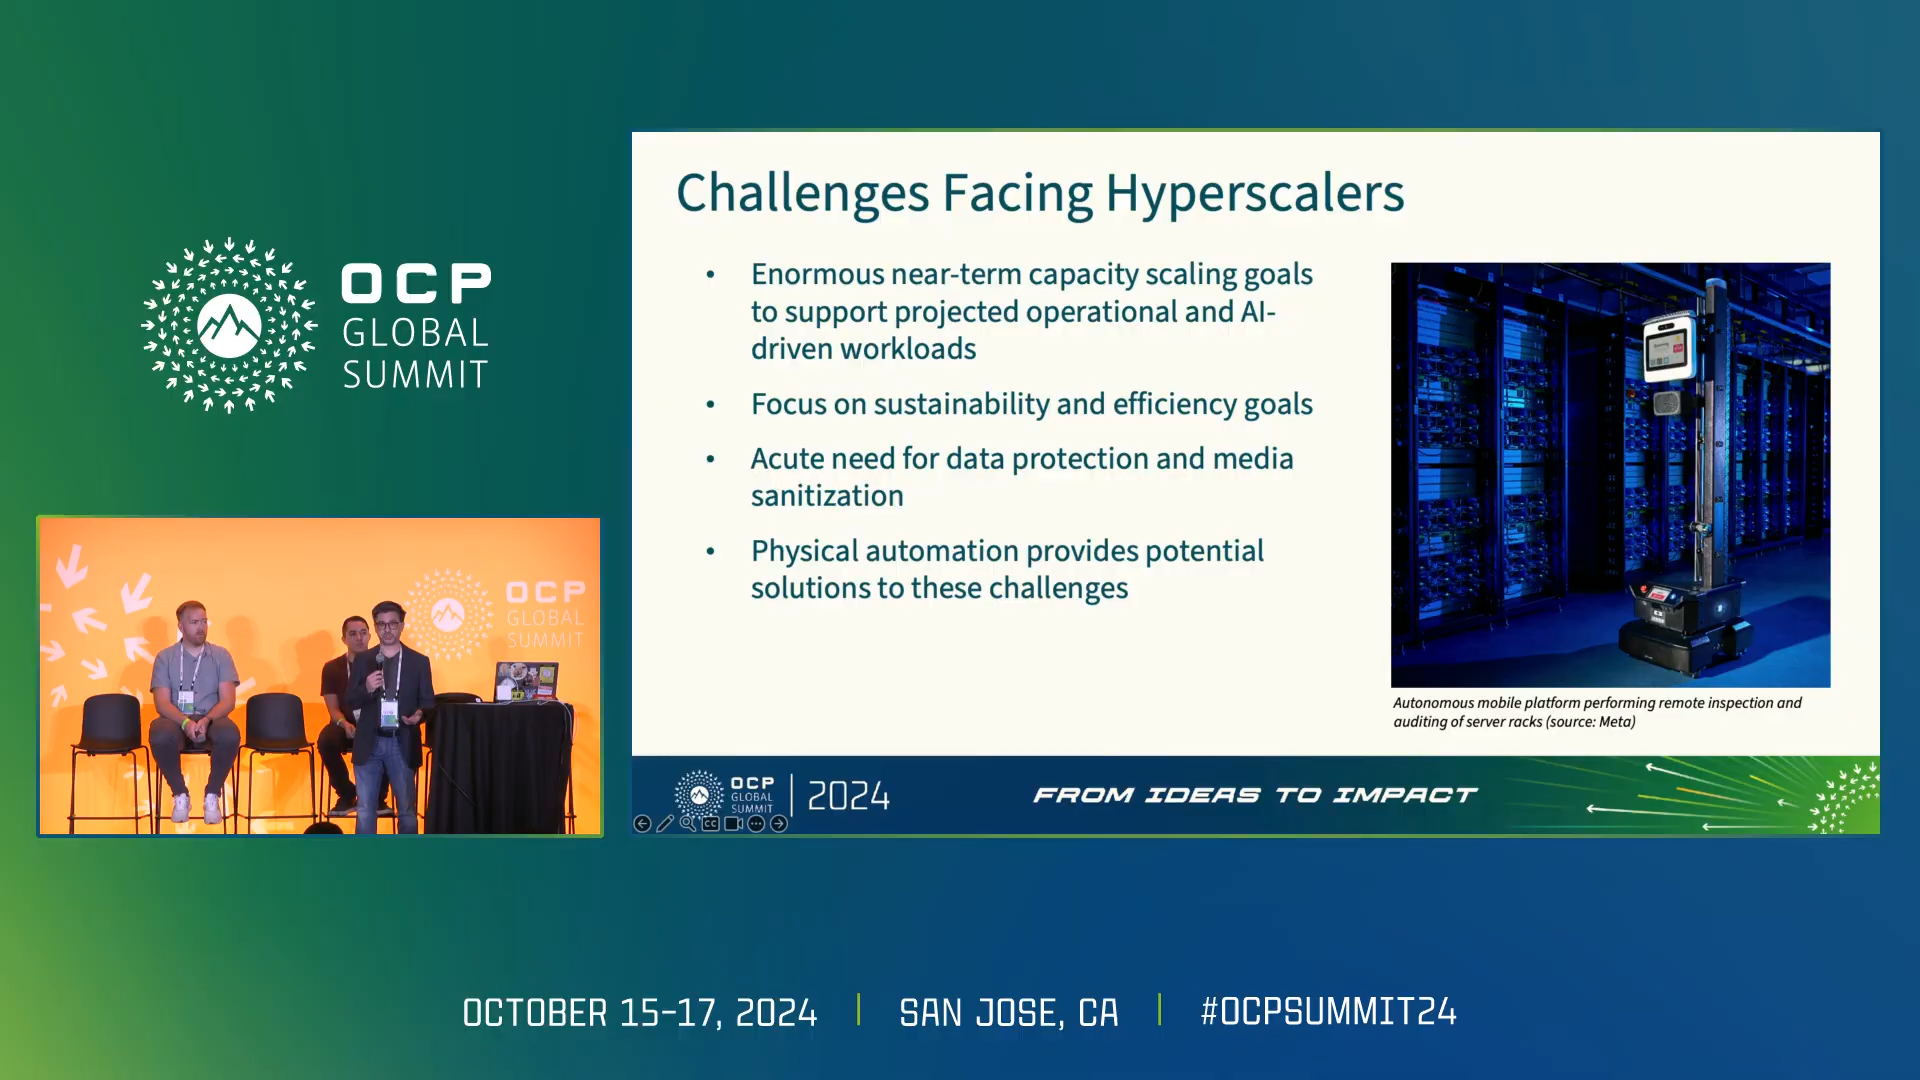 OCP
GLOBAL
SUMMIT
Challenges Facing Hyperscalers
• Enormous near-term capacity scaling goals
to support projected operational and AI-
driven workloads
• Focus on sustainability and efficiency goals
• Acute need for data protection and media
sanitization
• Physical automation provides potential
solutions to these challenges
Autonomous mobile platform performing remote inspection and
auditing of server racks (source: Meta)
OCP
GLOBAL
SUMMIT
OCP
GLOBAL
SUMMIT
2024
FROM IDEAS TO IMPACT
CC
OCTOBER 15-17, 2024 | SAN JOSE, CA | #OCPSUMMIT24